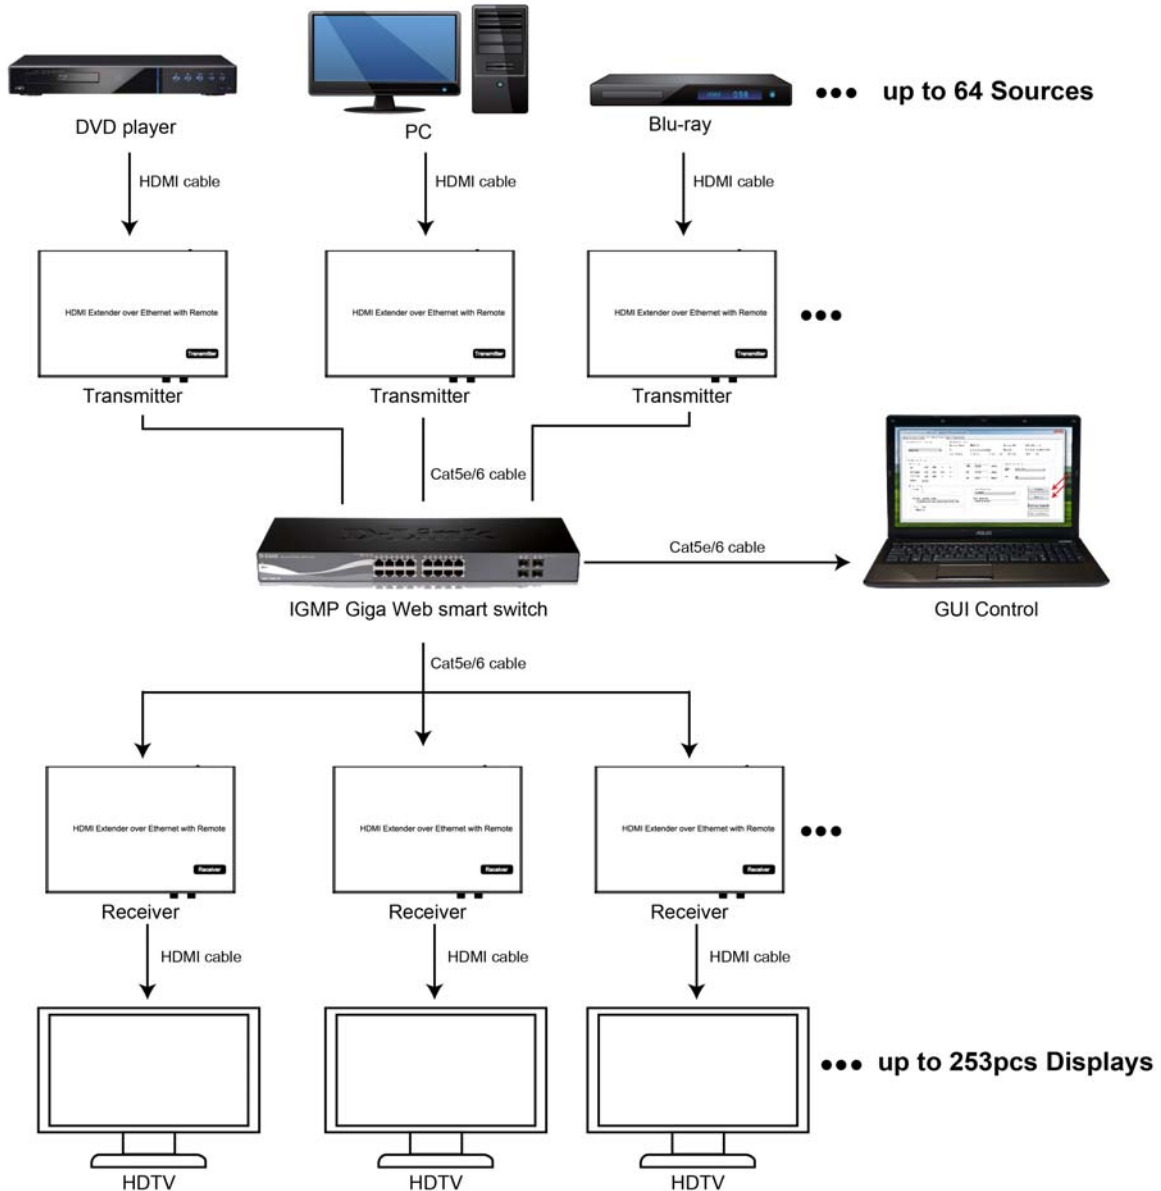 up to 64 Sources
DVD player
PC
Blu-ray
HDMI cable
HDMI cable
HDMI cable
HDMI Extender over Ethernet with Remote
HDMI Extender over Ethernet with Remote
HDMI Extender over Ethernet with Remote
Transmitter
Transmitter
Transmitter
Transmitter
Transmitter
Transmitter
Cat5e/6 cable
D-Link
Cat5e/6 cable
ASUS
IGMP Giga Web smart switch
GUI Control
Cat5e/6 cable
HDMI Extender over Ethernet with Remote
HDMI Extender over Ethernet with Remote
HDMI Extender over Ethernet with Remote
Receiver
Receiver
Receiver
Receiver
Receiver
Receiver
HDMI cable
HDMI cable
HDMI cable
up to 253pcs Displays
HDTV
HDTV
HDTV